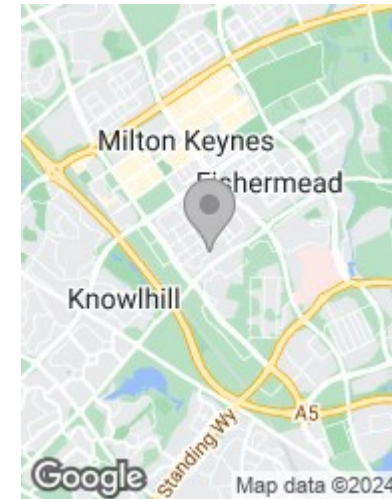 Milton Keynes
Fishermead
Knowlhill
A5
Standing Wy
Google
Map data ©2024